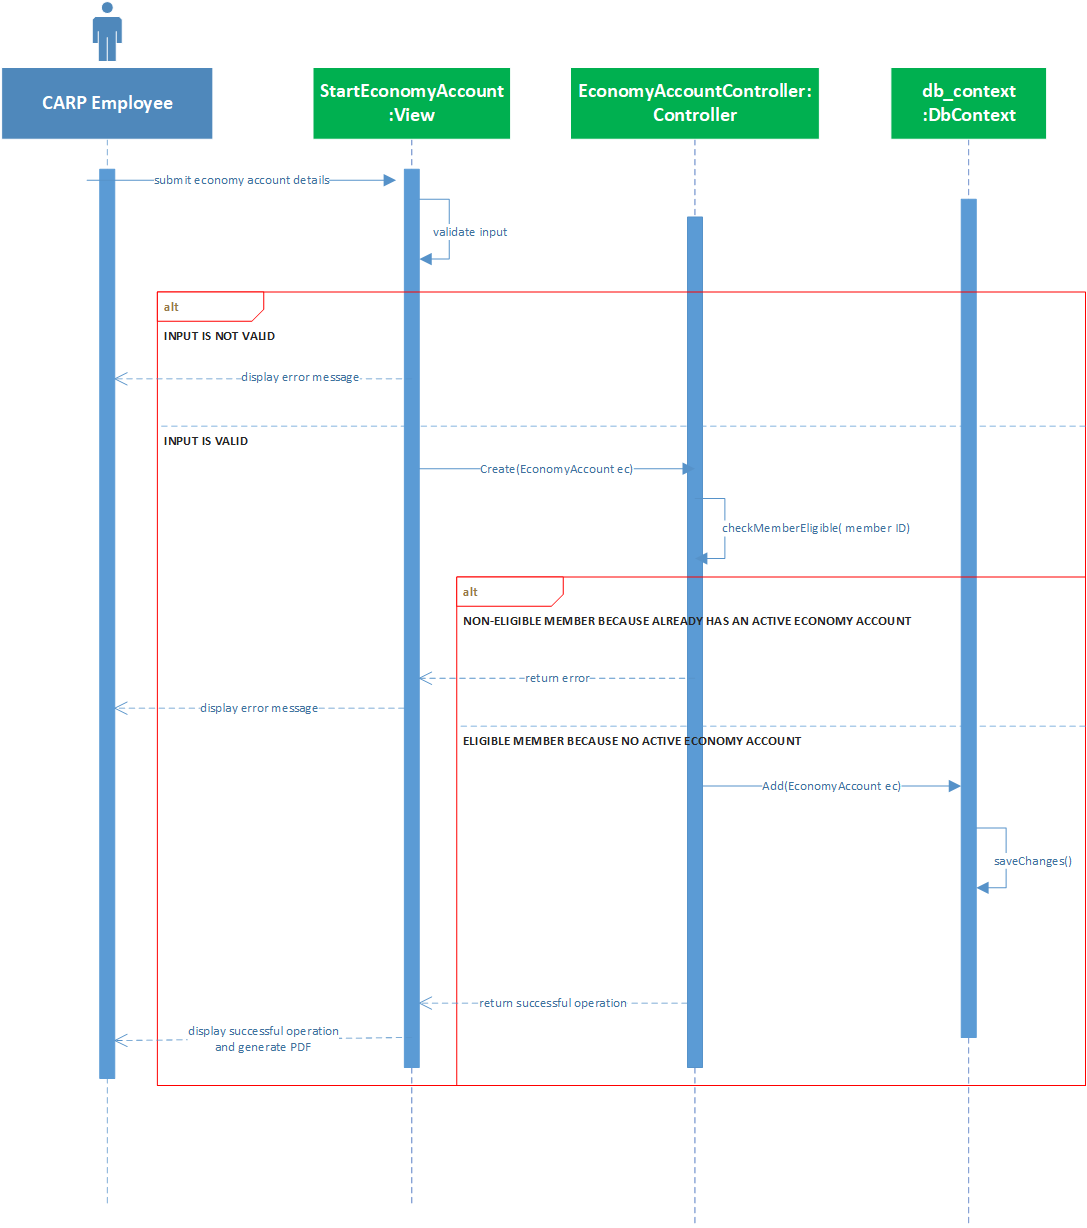 CARP Employee
StartEconomyAccount
:View
EconomyAccountController:
Controller
db_context
:DbContext
submit economy account details
validate input
alt
INPUT IS NOT VALID
display error message
INPUT IS VALID
Create(EconomyAccount ec)
checkMemberEligible( member ID)
alt
NON-ELIGIBLE MEMBER BECAUSE ALREADY HAS AN ACTIVE ECONOMY ACCOUNT
return error
display error message
ELIGIBLE MEMBER BECAUSE NO ACTIVE ECONOMY ACCOUNT
Add(EconomyAccount ec)
saveChanges()
return successful operation
display successful operation
and generate PDF